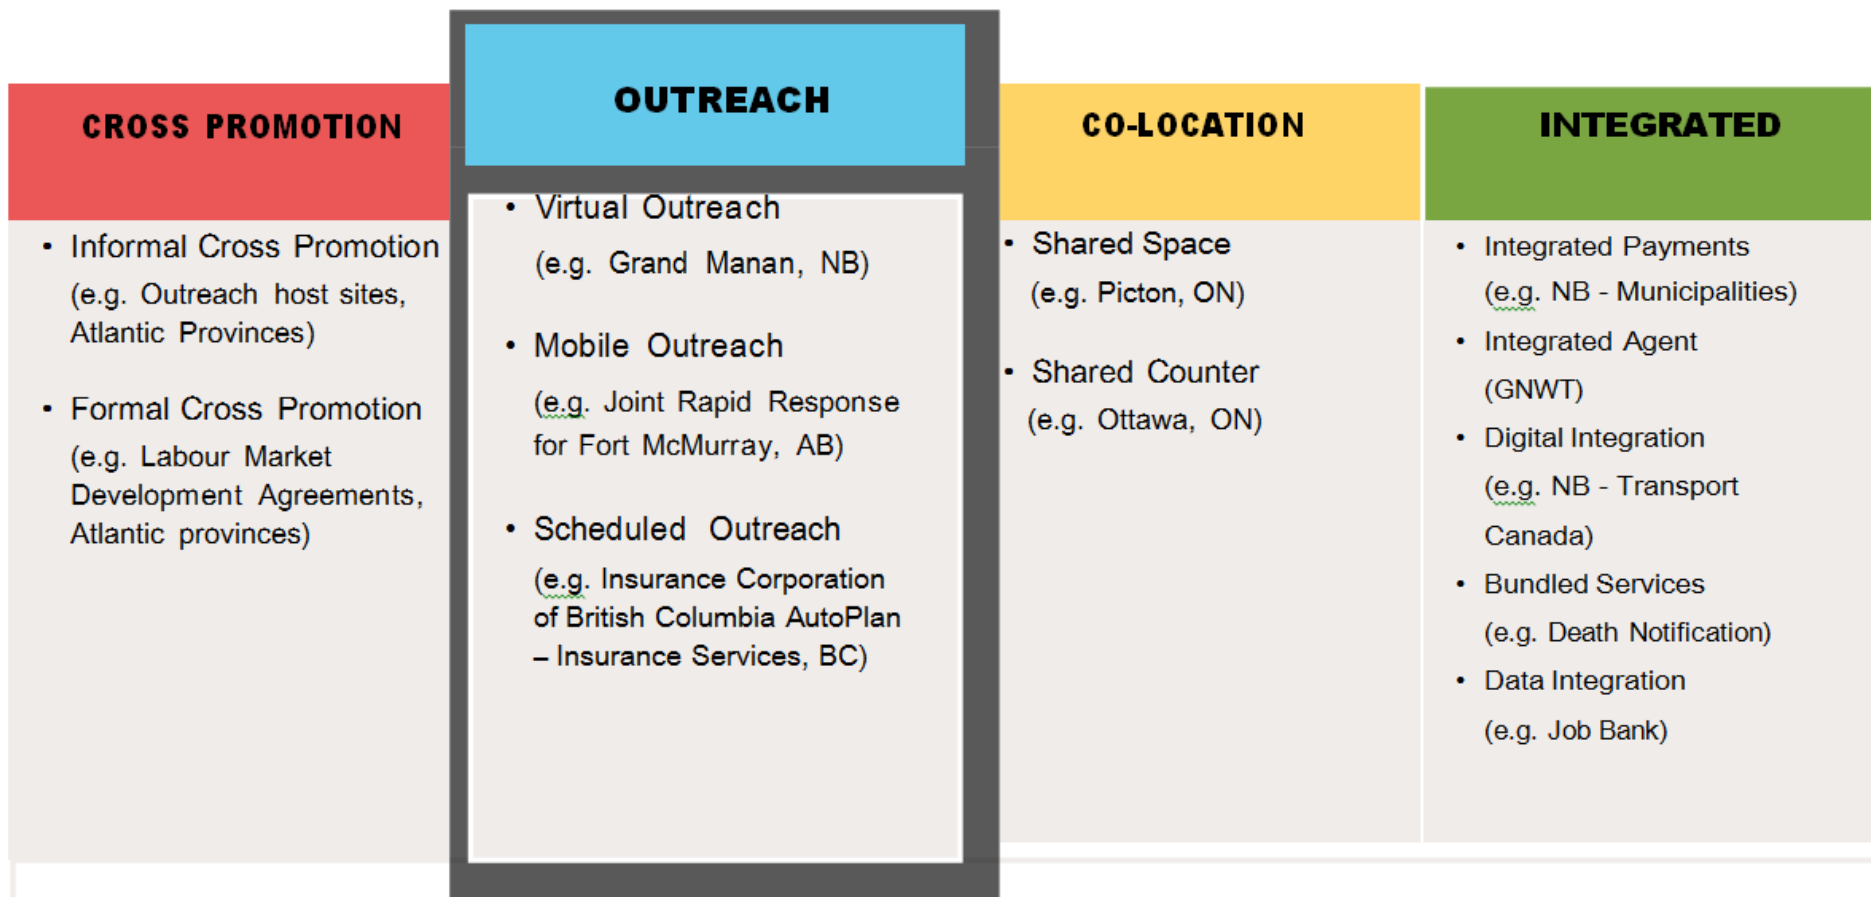 CROSS PROMOTION
• Informal Cross Promotion
(e.g. Outreach host sites,
Atlantic Provinces)
• Formal Cross Promotion
(e.g. Labour Market
Development Agreements,
Atlantic provinces)
OUTREACH
• Virtual Outreach
(e.g. Grand Manan, NB)
• Mobile Outreach
(e.g. Joint Rapid Response
for Fort McMurray, AB)
• Scheduled Outreach
(e.g. Insurance Corporation
of British Columbia AutoPlan
– Insurance Services, BC)
CO-LOCATION
• Shared Space
(e.g. Picton, ON)
• Shared Counter
(e.g. Ottawa, ON)
INTEGRATED
• Integrated Payments
(e.g. NB - Municipalities)
• Integrated Agent
(GNWT)
• Digital Integration
(e.g. NB - Transport
Canada)
• Bundled Services
(e.g. Death Notification)
• Data Integration
(e.g. Job Bank)